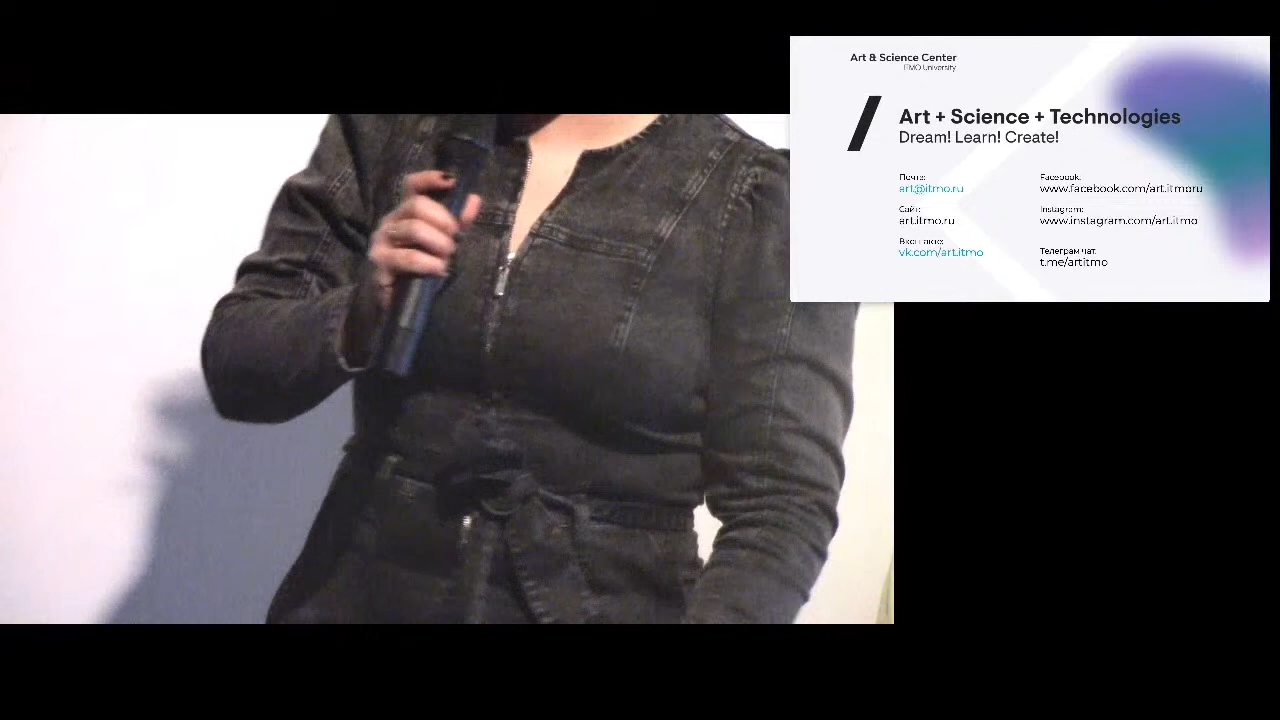 Art & Science Center
ITMO University
Art + Science + Technologies
Dream! Learn! Create!
Почта:
art@itmo.ru
Сайт:
art.itmo.ru
Вконтакте:
vk.com/art.itmo
Facebook:
www.facebook.com/art.itmoru
Instagram:
www.instagram.com/art.itmo
Телеграм чат:
t.me/artitmo